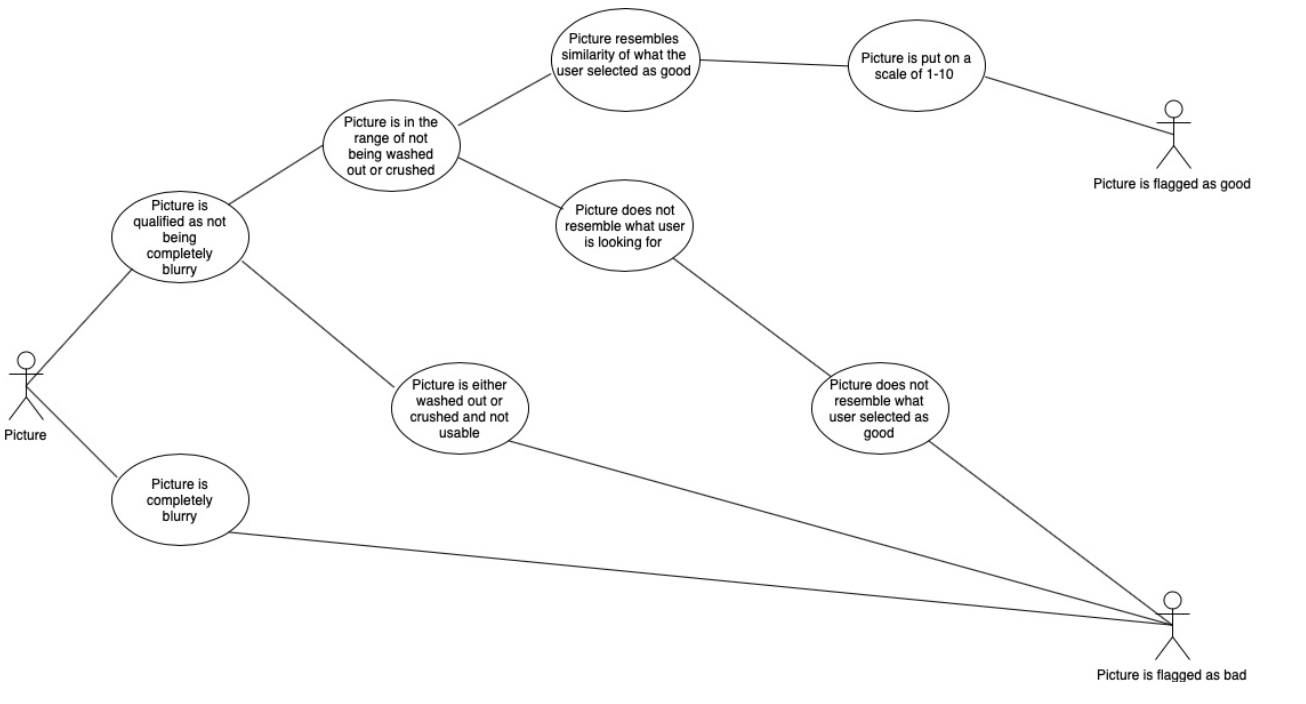 Picture resembles
similarity of what the
user selected as good
Picture is put on a
scale of 1-10
Picture is in the
range of not
being washed
out or crushed
Picture is flagged as good
Picture is
qualified as not
being
completely
blurry
Picture does not
resemble what user
is looking for
Picture
Picture is either
washed out or
crushed and not
usable
Picture does not
resemble what
user selected as
good
Picture is
completely
blurry
Picture is flagged as bad